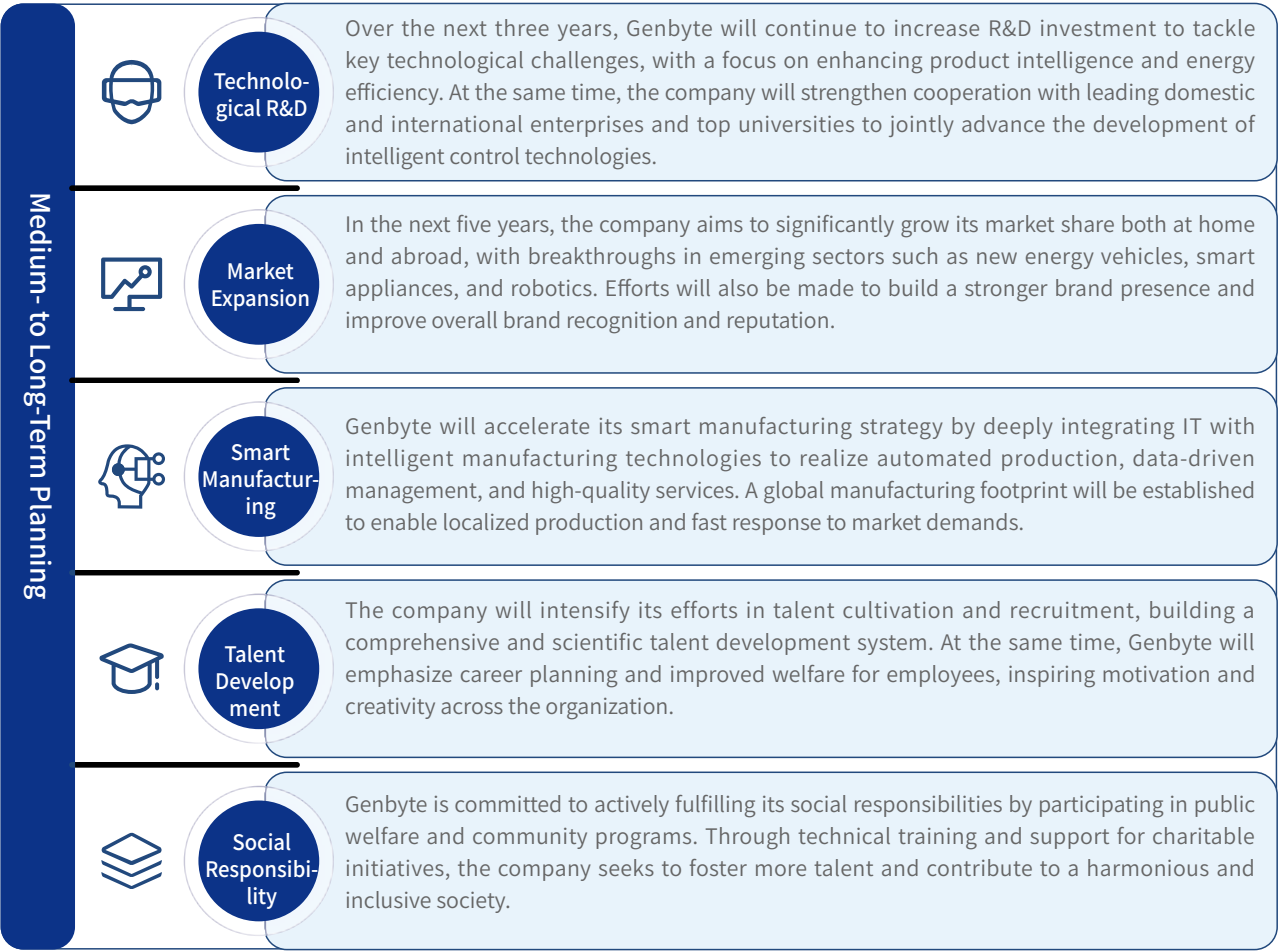 Medium- to Long-Term Planning
Technolo-
gical R&D
Over the next three years, Genbyte will continue to increase R&D investment to tackle
key technological challenges, with a focus on enhancing product intelligence and energy
efficiency. At the same time, the company will strengthen cooperation with leading domestic
and international enterprises and top universities to jointly advance the development of
intelligent control technologies.
Market
Expansion
In the next five years, the company aims to significantly grow its market share both at home
and abroad, with breakthroughs in emerging sectors such as new energy vehicles, smart
appliances, and robotics. Efforts will also be made to build a stronger brand presence and
improve overall brand recognition and reputation.
Smart
Manufactur-
ing
Genbyte will accelerate its smart manufacturing strategy by deeply integrating IT with
intelligent manufacturing technologies to realize automated production, data-driven
management, and high-quality services. A global manufacturing footprint will be established
to enable localized production and fast response to market demands.
Talent
Develop
ment
The company will intensify its efforts in talent cultivation and recruitment, building a
comprehensive and scientific talent development system. At the same time, Genbyte will
emphasize career planning and improved welfare for employees, inspiring motivation and
creativity across the organization.
Social
Responsibi-
lity
Genbyte is committed to actively fulfilling its social responsibilities by participating in public
welfare and community programs. Through technical training and support for charitable
initiatives, the company seeks to foster more talent and contribute to a harmonious and
inclusive society.